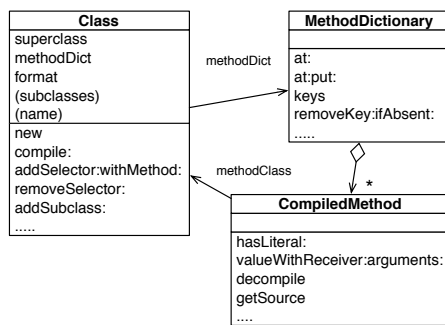 Class
superclass
methodDict
format
(subclasses)
(name)
new
compile:
addSelector:withMethod:
removeSelector:
addSubclass:
.....
methodDict
MethodDictionary
at:
at:put:
keys
removeKey:ifAbsent:
.....
methodClass
*
CompiledMethod
hasLiteral:
valueWithReceiver:arguments:
decompile
getSource
....